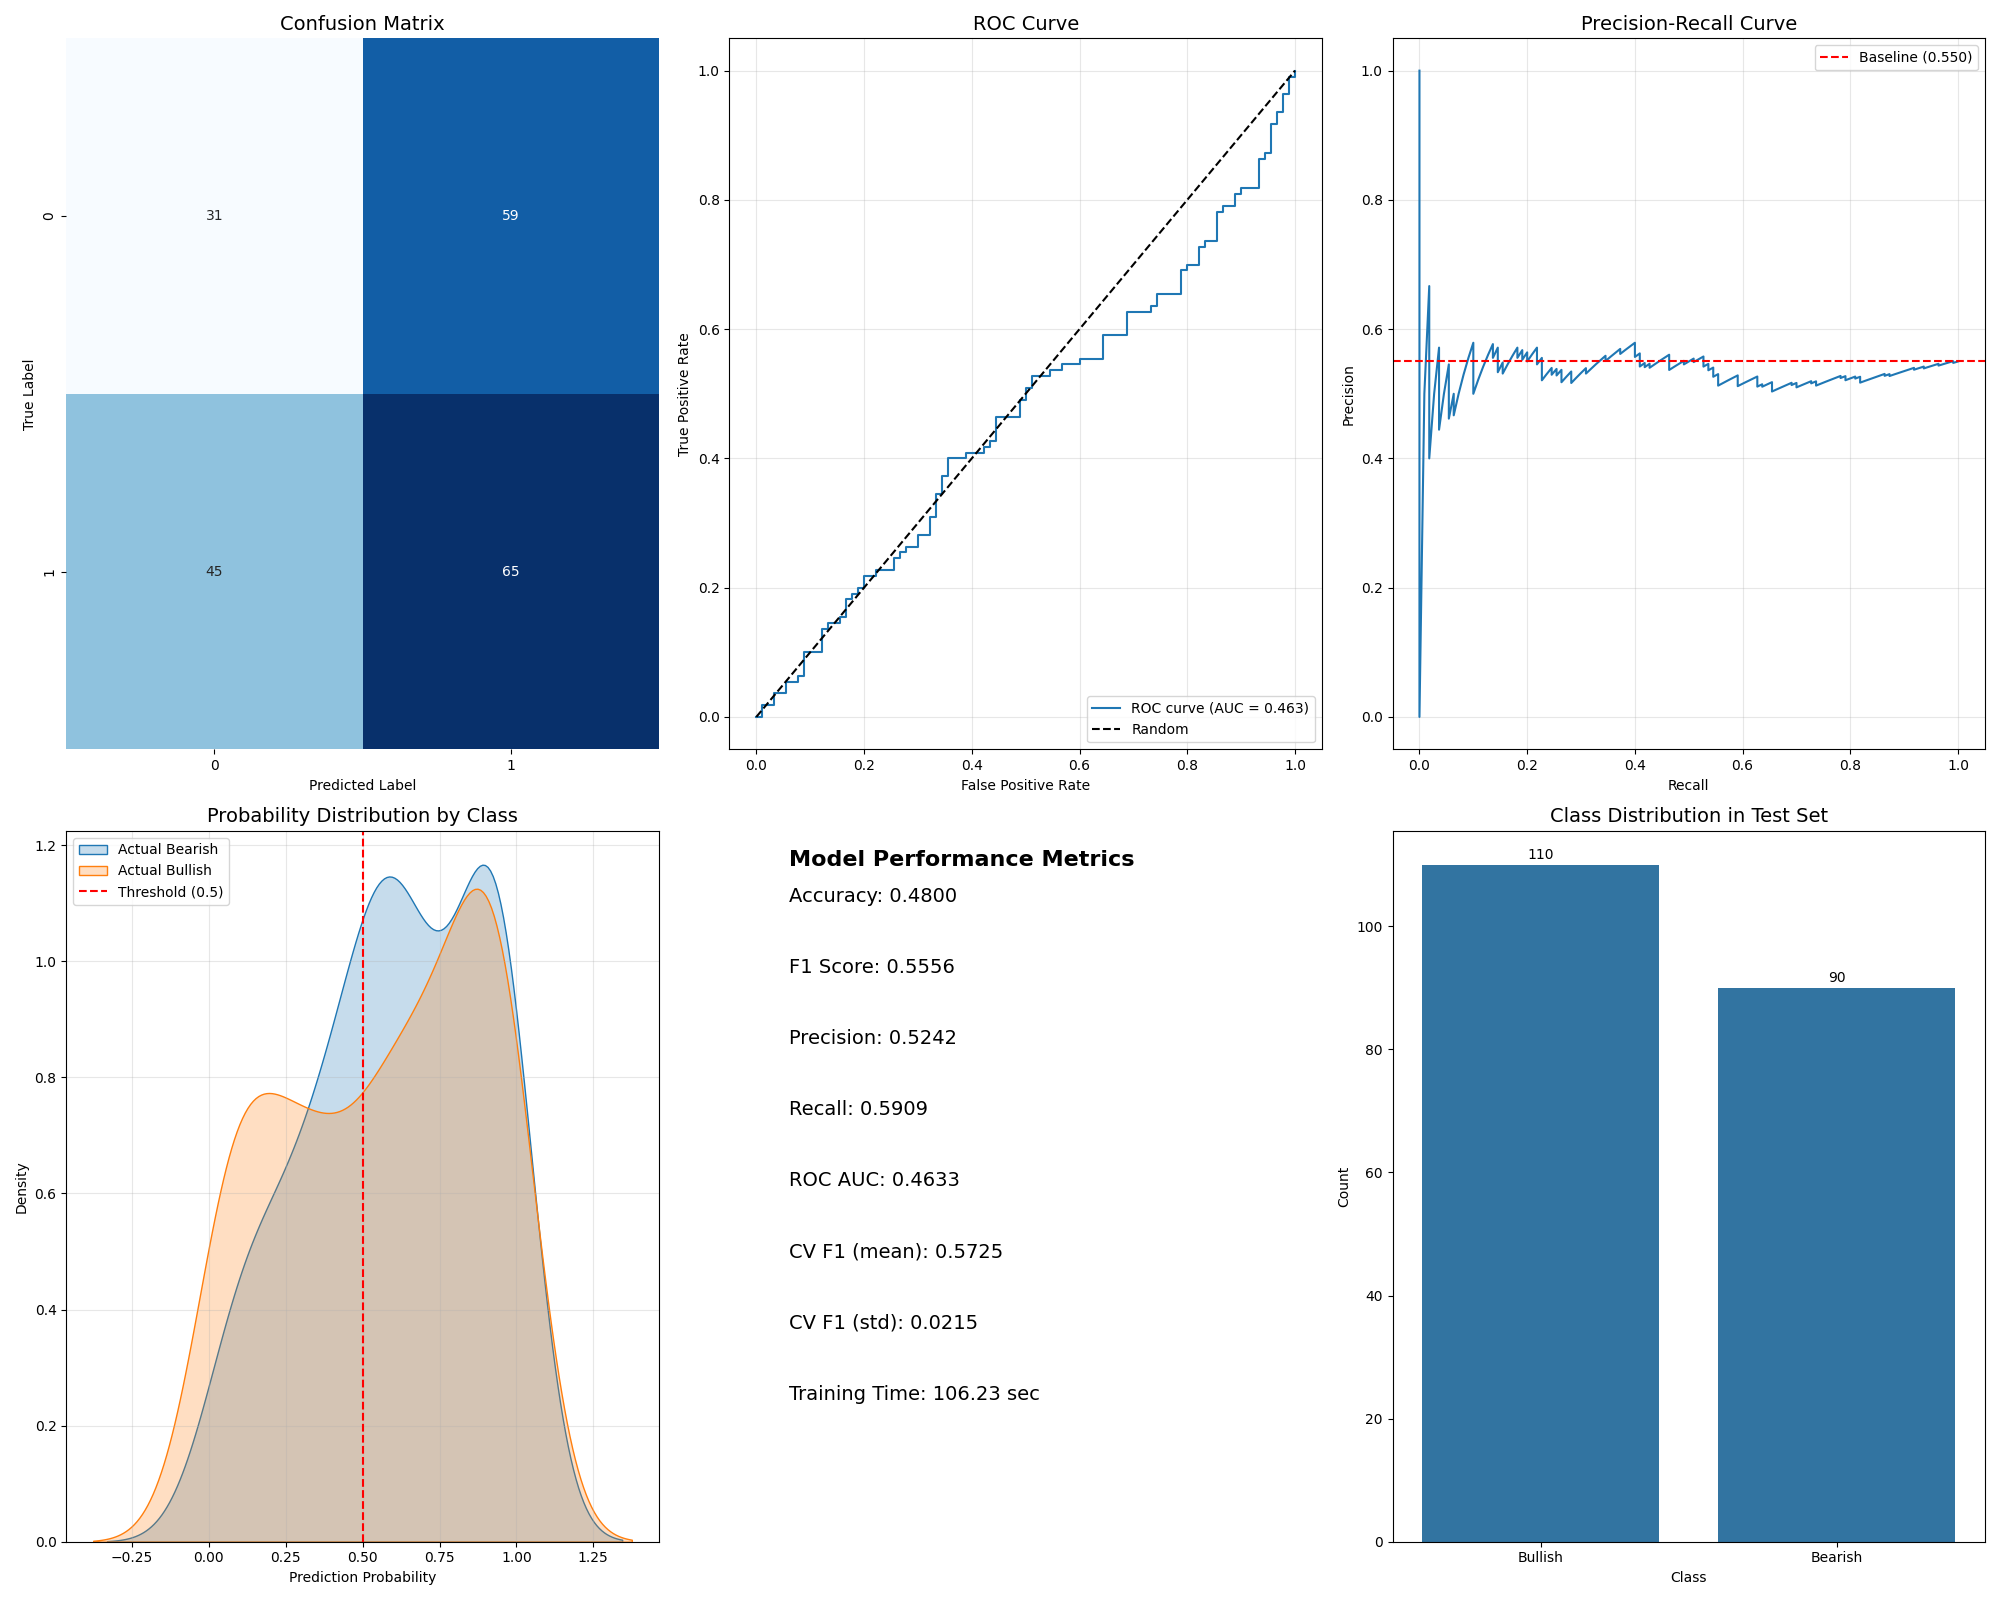 Confusion Matrix
0
1
True Label
31
59
45
65
0
1
Predicted Label
ROC Curve
1.0
0.8
0.6
0.4
0.2
0.0
True Positive Rate
ROC curve (AUC = 0.463)
Random
0.0
0.2
0.4
0.6
0.8
1.0
False Positive Rate
Precision-Recall Curve
Baseline (0.550)
1.0
0.8
0.6
0.4
0.2
0.0
Precision
0.0
0.2
0.4
0.6
0.8
1.0
Recall
Probability Distribution by Class
Actual Bearish
Actual Bullish
Threshold (0.5)
1.2
1.0
0.8
0.6
0.4
0.2
0.0
Density
−0.25
0.00
0.25
0.50
0.75
1.00
1.25
Prediction Probability
Model Performance Metrics
Accuracy: 0.4800
F1 Score: 0.5556
Precision: 0.5242
Recall: 0.5909
ROC AUC: 0.4633
CV F1 (mean): 0.5725
CV F1 (std): 0.0215
Training Time: 106.23 sec
Class Distribution in Test Set
110
90
100
80
60
40
20
0
Count
Bullish
Bearish
Class